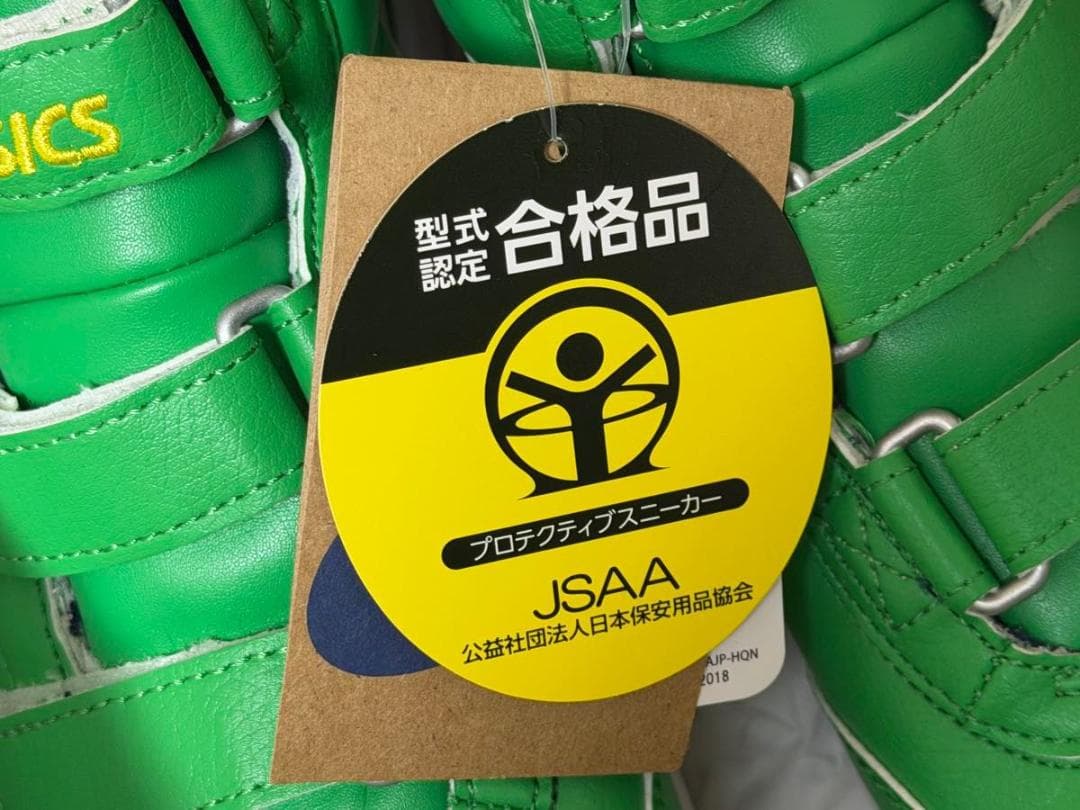 SICS
型式
認定
合格品
プロテクティブスニーカー
JSAA
公益社団法人日本保安用品協会
AJP-HQN
2018